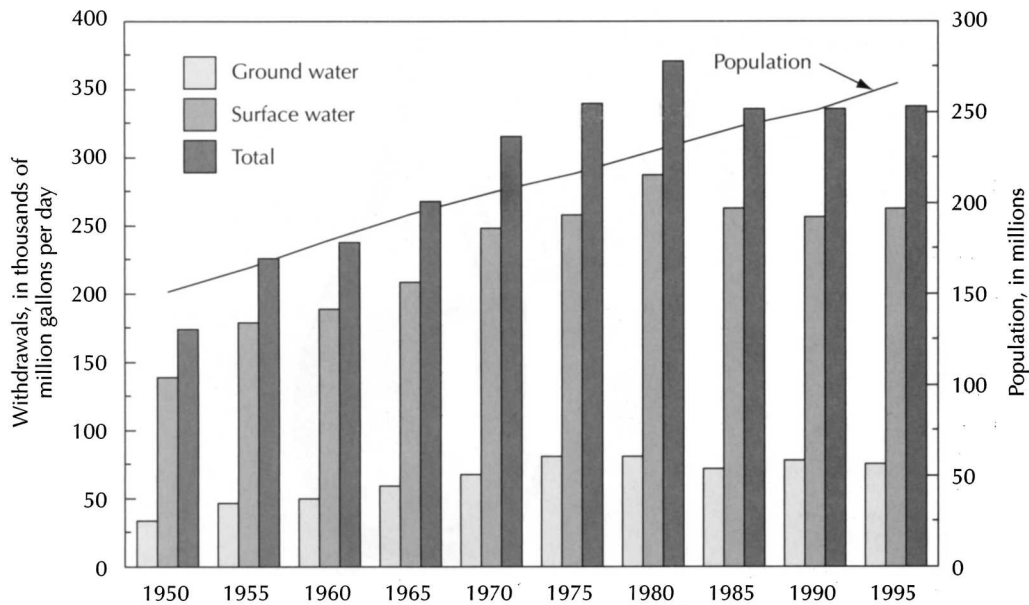 Withdrawals, in thousands of
million gallons per day
400
350
300
250
200
150
100
50
0
Ground water
Surface water
Total
Population
300
250
200
150
100
50
0
Population, in millions
1950 1955 1960 1965 1970 1975 1980 1985 1990 1995